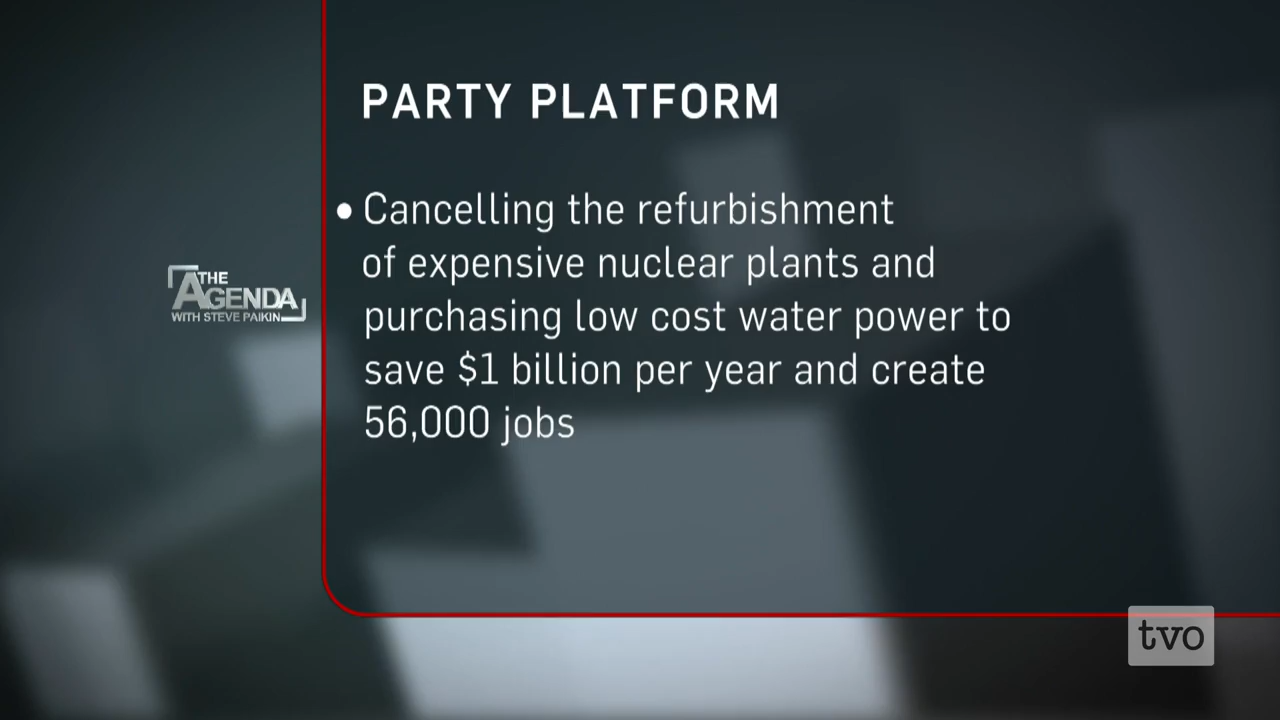 PARTY PLATFORM
• Cancelling the refurbishment
of expensive nuclear plants and
purchasing low cost water power to
save $1 billion per year and create
56,000 jobs
THE
AGENDA
WITH STEVE PAIKIN
tvo